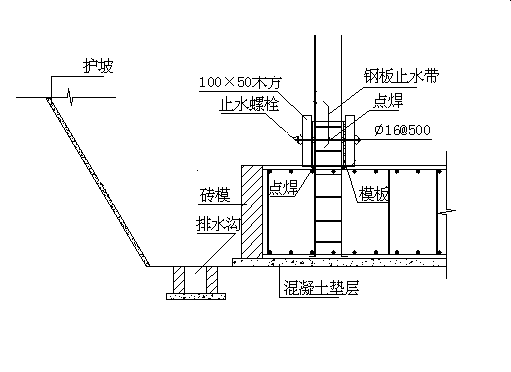 护坡
100×50木方
止水螺栓
钢板止水带
点焊
Ø16@500
点焊
模板
砖模
排水沟
混凝土垫层